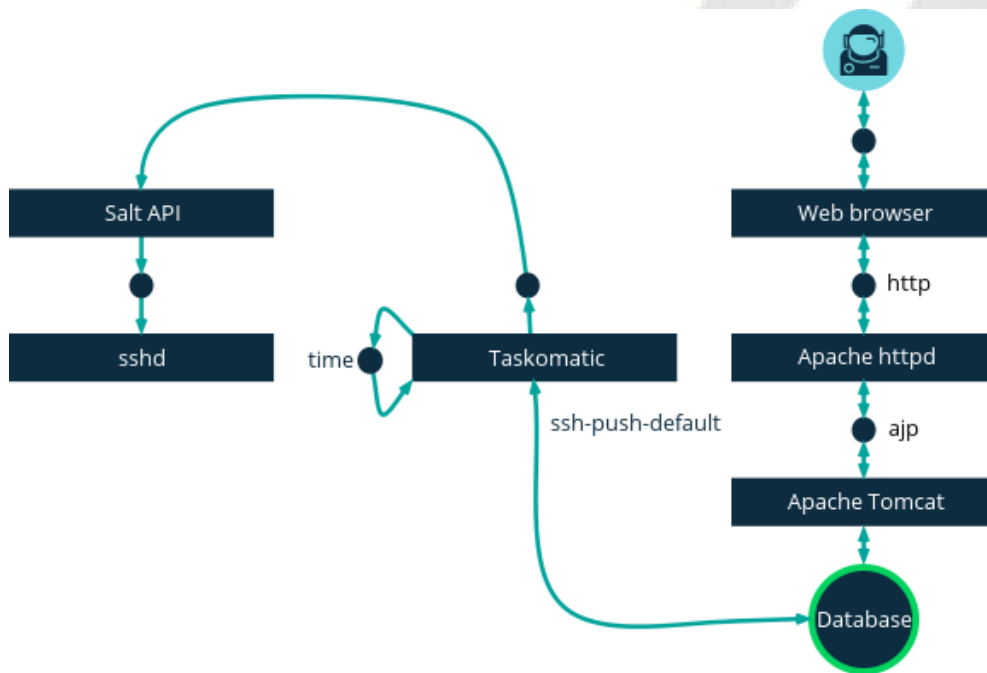 Salt API
Web browser
http
sshd
time
Taskomatic
Apache httpd
ssh-push-default
ajp
Apache Tomcat
Database